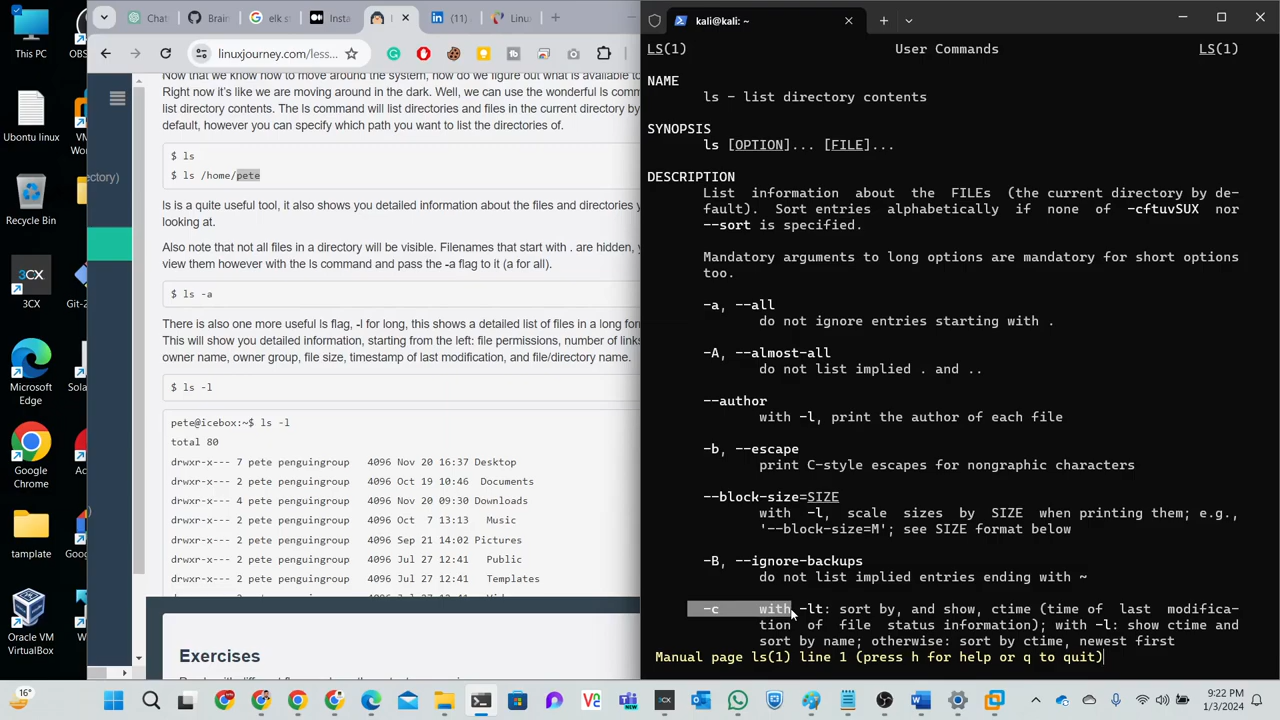 This PC
OBS
Ubuntu linux
VM
Wor
Recycle Bin
3CX
Git-2
Microsoft
Edge
Sola
Google
Chrome
Ac
tamplate
Goog
Oracle VM
VirtualBox
Chat
Brain
elk s
Insta
(11)
Linu
linuxjourney.com/less...
ectory)
)
Now that we know how to move around the system, how do we figure out what is available to
Right now it's like we are moving around in the dark. Well, we can use the wonderful ls comm
list directory contents. The ls command will list directories and files in the current directory by
default, however you can specify which path you want to list the directories of.
$ ls
$ ls /home/pete
ls is a quite useful tool, it also shows you detailed information about the files and directories y
looking at.
Also note that not all files in a directory will be visible. Filenames that start with . are hidden, y
view them however with the ls command and pass the -a flag to it (a for all).
$ ls -a
There is also one more useful ls flag, -l for long, this shows a detailed list of files in a long for
This will show you detailed information, starting from the left: file permissions, number of links
owner name, owner group, file size, timestamp of last modification, and file/directory name.
$ ls -l
pete@icebox:~$ ls -l
total 80
drwxr-x--- 7 pete penguingroup 4096 Nov 20 16:37 Desktop
drwxr-x--- 2 pete penguingroup 4096 Oct 19 10:46 Documents
drwxr-x--- 4 pete penguingroup 4096 Nov 20 09:30 Downloads
drwxr-x--- 2 pete penguingroup 4096 Oct 7 13:13 Music
drwxr-x--- 2 pete penguingroup 4096 Sep 21 14:02 Pictures
drwxr-x--- 2 pete penguingroup 4096 Jul 27 12:41 Public
drwxr-x--- 2 pete penguingroup 4096 Jul 27 12:41 Templates
Exercises
kali@kali: ~
LS(1) User Commands LS(1)
NAME
ls - list directory contents
SYNOPSIS
ls [OPTION]... [FILE]...
DESCRIPTION
List information about the FILEs (the current directory by de-
fault). Sort entries alphabetically if none of -cftuvSUX nor
--sort is specified.
Mandatory arguments to long options are mandatory for short options
too.
-a, --all
do not ignore entries starting with .
-A, --almost-all
do not list implied . and ..
--author
with -l, print the author of each file
-b, --escape
print C-style escapes for nongraphic characters
--block-size=SIZE
with -l, scale sizes by SIZE when printing them; e.g.,
'--block-size=M'; see SIZE format below
-B, --ignore-backups
do not list implied entries ending with ~
-c with -lt: sort by, and show, ctime (time of last modifica-
tion of file status information); with -l: show ctime and
sort by name; otherwise: sort by ctime, newest first
Manual page ls(1) line 1 (press h for help or q to quit)
16°
9:22 PM
1/3/2024